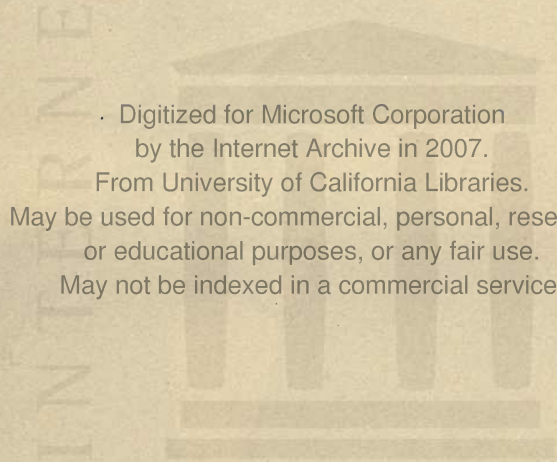 Digitized for Microsoft Corporation
by the Internet Archive in 2007.
From University of California Libraries.
May be used for non-commercial, personal, rese
or educational purposes, or any fair use.
May not be indexed in a commercial service
INTERNE